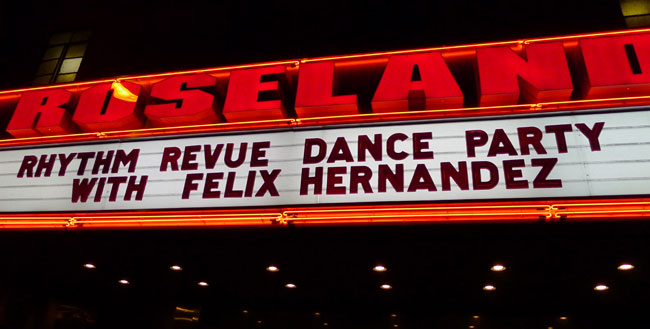 ROSELAND
RHYTHM REVUE DANCE PARTY
WITH FELIX HERNANDEZ